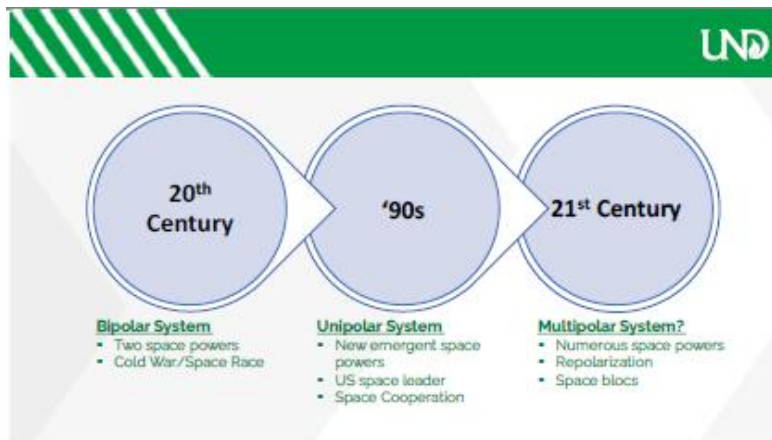 UND
20th
Century
‘90s
21st Century
Bipolar System
▪ Two space powers
▪ Cold War/Space Race
Unipolar System
▪ New emergent space
powers
▪ US space leader
▪ Space Cooperation
Multipolar System?
▪ Numerous space powers
▪ Repolarization
▪ Space blocs